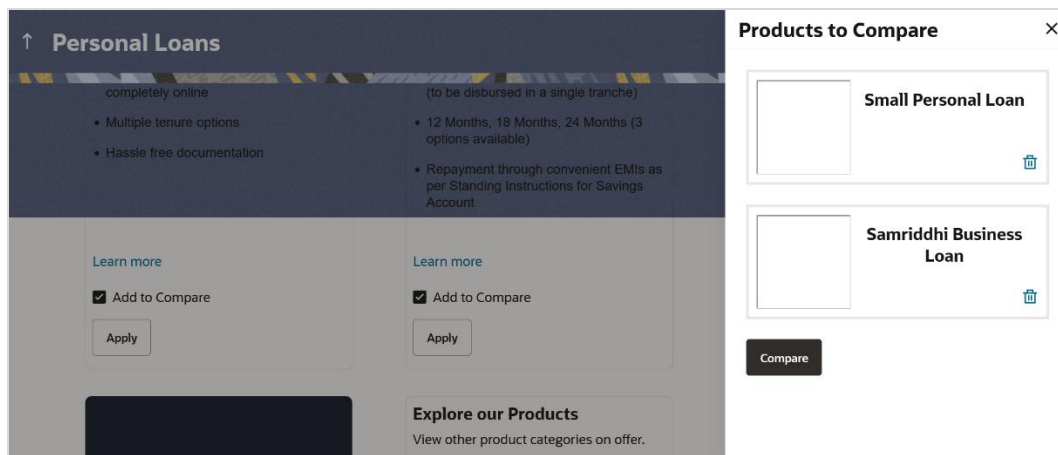 ↑ Personal Loans
completely online
• Multiple tenure options
• Hassle free documentation
Learn more
Add to Compare
Apply
(to be disbursed in a single tranche)
• 12 Months, 18 Months, 24 Months (3
options available)
• Repayment through convenient EMIs as
per Standing Instructions for Savings
Account
Learn more
Add to Compare
Apply
Explore our Products
View other product categories on offer.
Products to Compare
Small Personal Loan
Samriddhi Business
Loan
Compare